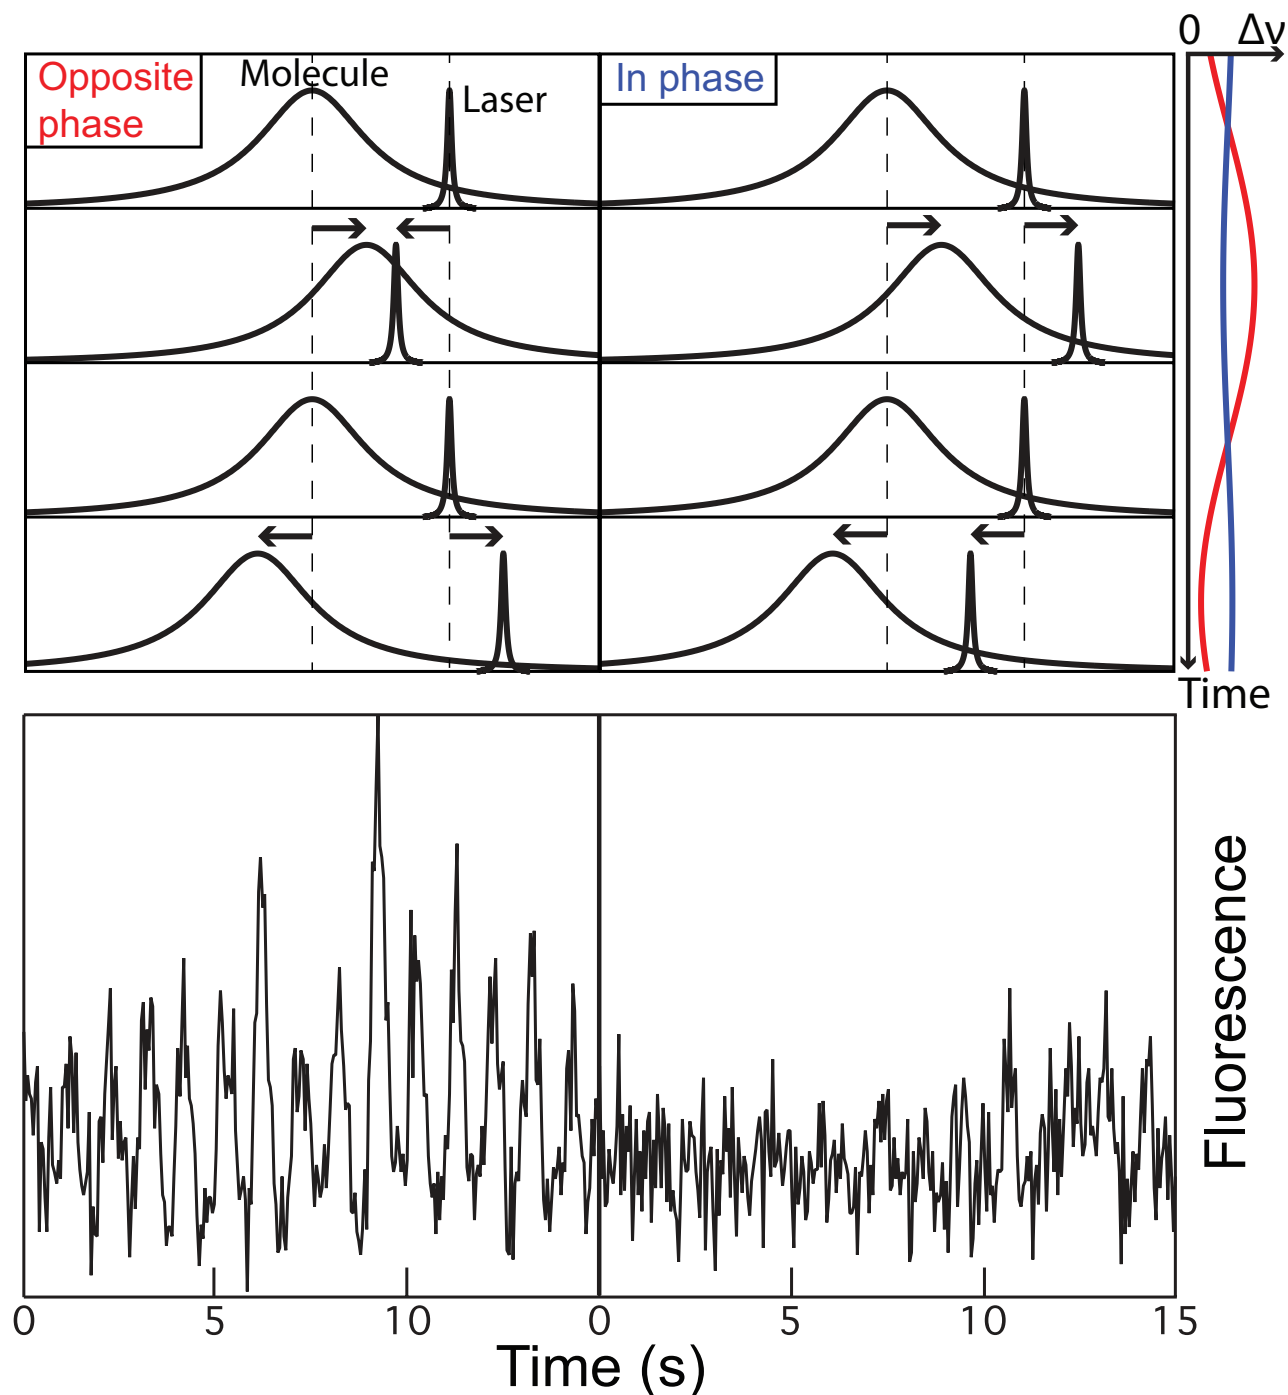 0 Δν
Opposite
phase
Molecule
Laser
In phase
Time
Fluorescence
0 5 10 0 5 10 15
Time (s)